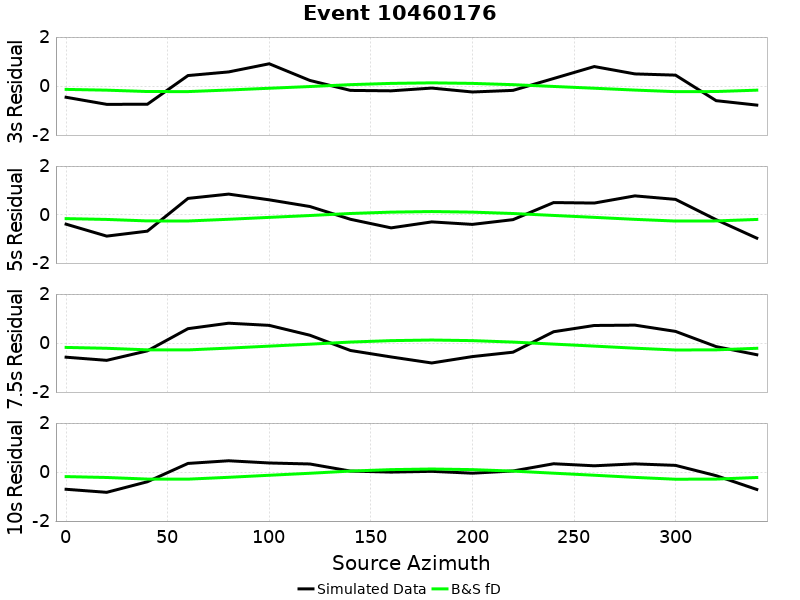 Event 10460176
3s Residual
2
0
-2
5s Residual
2
0
-2
7.5s Residual
2
0
-2
10s Residual
2
0
-2
0 50 100 150 200 250 300
Source Azimuth
Simulated Data B&S fD